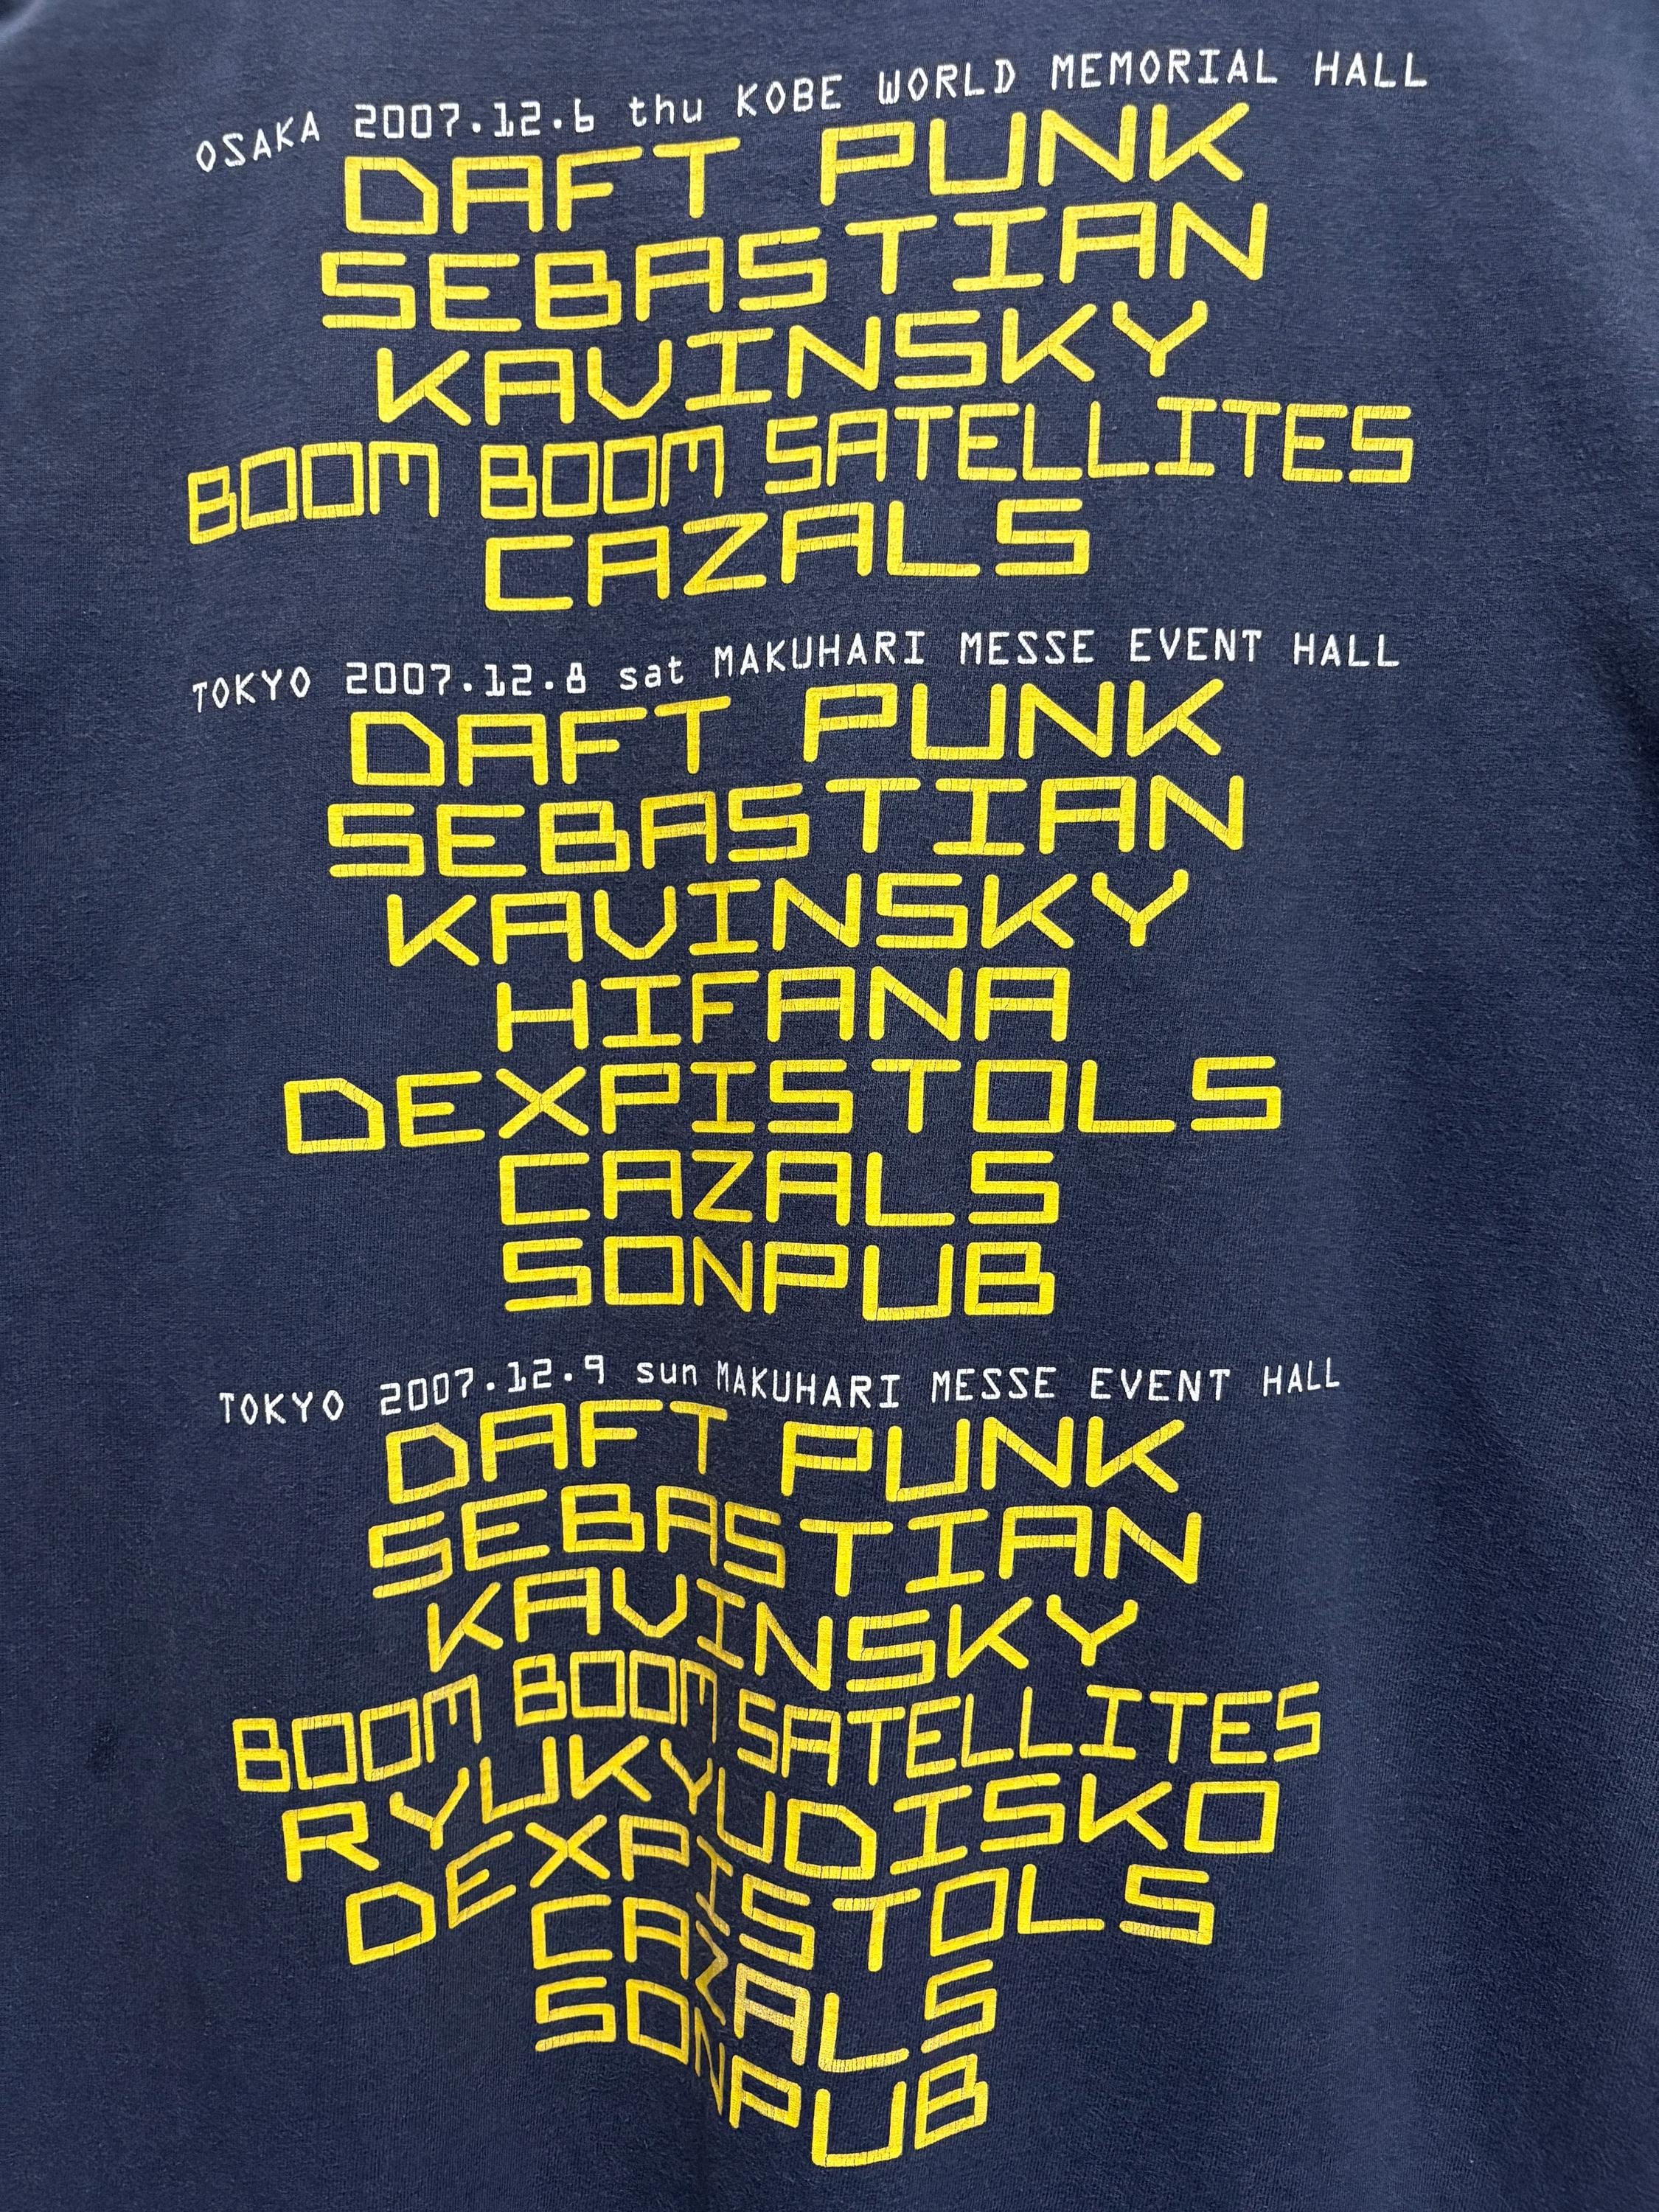 OSAKA 2007.12.6 thu KOBE WORLD MEMORIAL HALL
DAFT PUNK
SEBASTIAN
KAVINSKY
BOOM BOOM SATELLITES
CAZALS
TOKYO 2007.12.8 sat MAKUHARI MESSE EVENT HALL
DAFT PUNK
SEBASTIAN
KAVINSKY
HIFANA
DEXPISTOLS
CAZALS
SONPUB
TOKYO 2007.12.9 sun MAKUHARI MESSE EVENT HALL
DAFT PUNK
SEBASTIAN
KAVINSKY
BOOM BOOM SATELLITES
RYUKYUDISKO
DEXPISTOLS
CAZALS
SONPUB